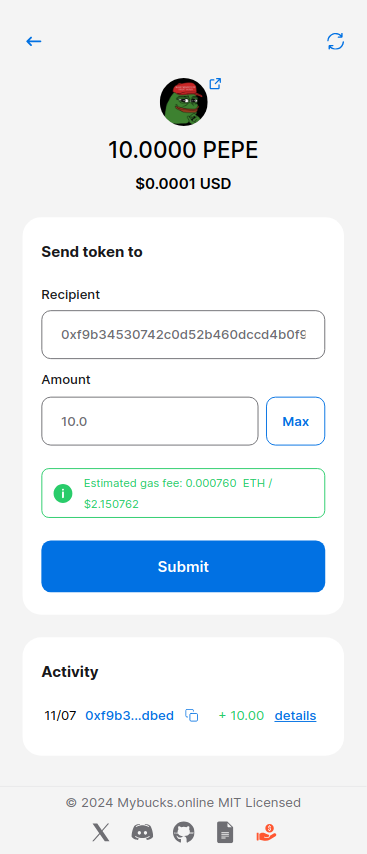 10.0000 PEPE
$0.0001 USD
Send token to
Recipient
0xf9b34530742c0d52b460dccd4b0f9
Amount
10.0
Max
Estimated gas fee: 0.000760 ETH /
$2.150762
Submit
Activity
11/07 0xf9b3...dbed + 10.00 details
© 2024 Mybucks.online MIT Licensed